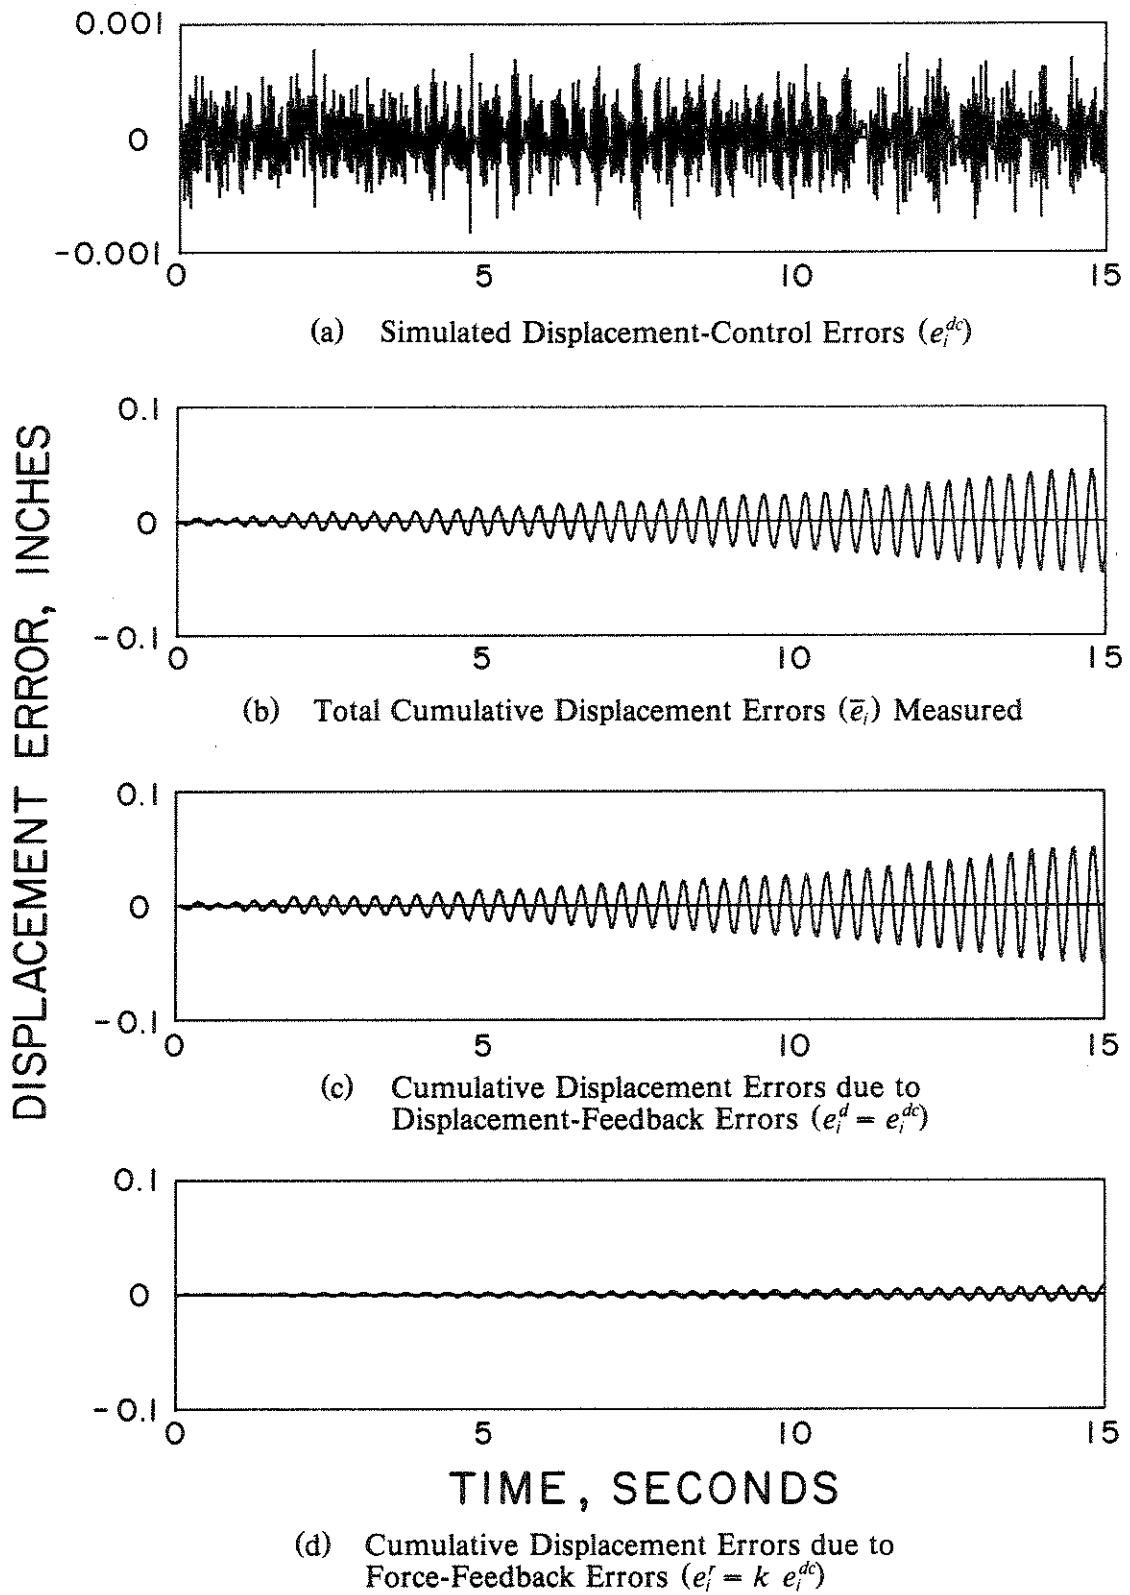 0.001
0
-0.001
0 5 10 15
(a) Simulated Displacement-Control Errors (e_i^{dc})
0.1
0
-0.1
0 5 10 15
(b) Total Cumulative Displacement Errors (ē_i) Measured
0.1
0
-0.1
0 5 10 15
(c) Cumulative Displacement Errors due to
Displacement-Feedback Errors (e_i^d = e_i^{dc})
0.1
0
-0.1
0 5 10 15
DISPLACEMENT ERROR, INCHES
TIME, SECONDS
(d) Cumulative Displacement Errors due to
Force-Feedback Errors (e_i^r = k e_i^{dc})